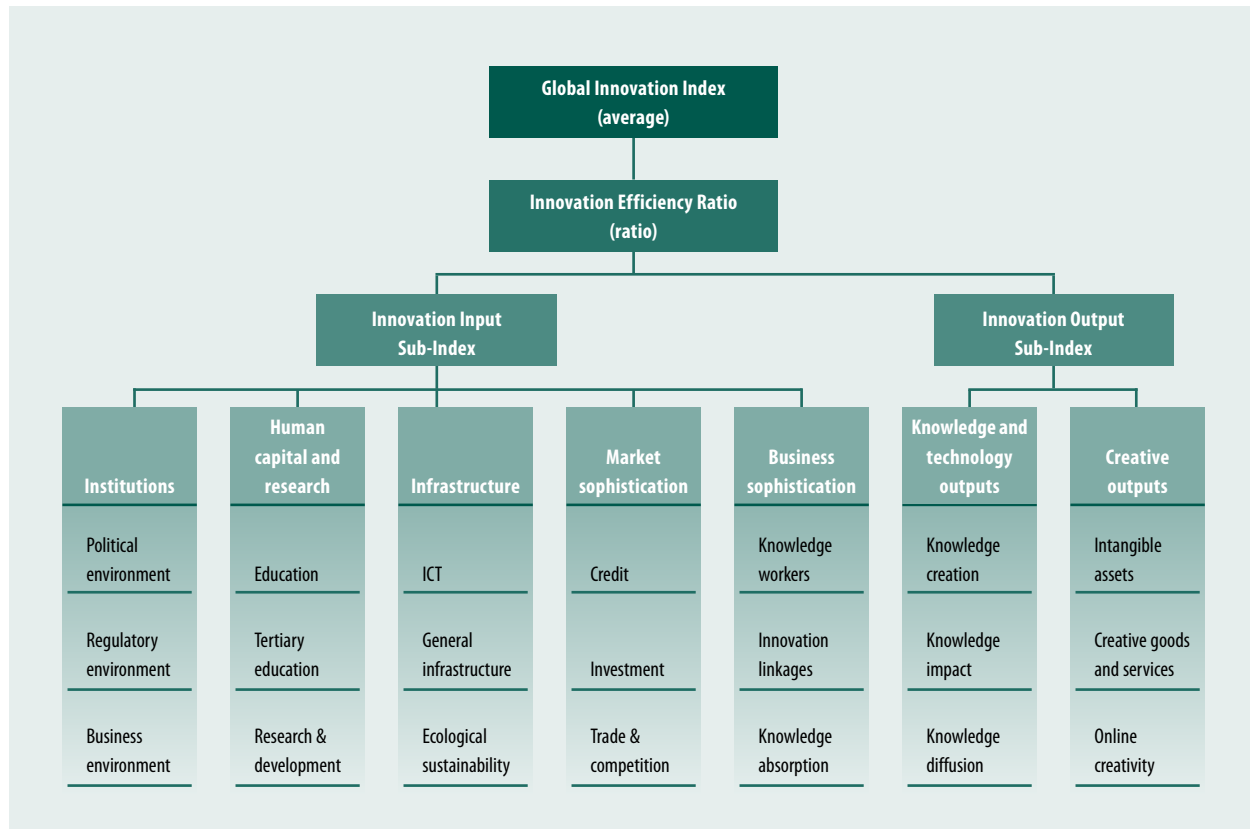 Global Innovation Index
(average)
Innovation Efficiency Ratio
(ratio)
Innovation Input
Sub-Index
Innovation Output
Sub-Index
Institutions
Human
capital and
research
Infrastructure
Market
sophistication
Business
sophistication
Knowledge and
technology
outputs
Creative
outputs
Political
environment
Education
ICT
Credit
Knowledge
workers
Knowledge
creation
Intangible
assets
Regulatory
environment
Tertiary
education
General
infrastructure
Investment
Innovation
linkages
Knowledge
impact
Creative goods
and services
Business
environment
Research &
development
Ecological
sustainability
Trade &
competition
Knowledge
absorption
Knowledge
diffusion
Online
creativity